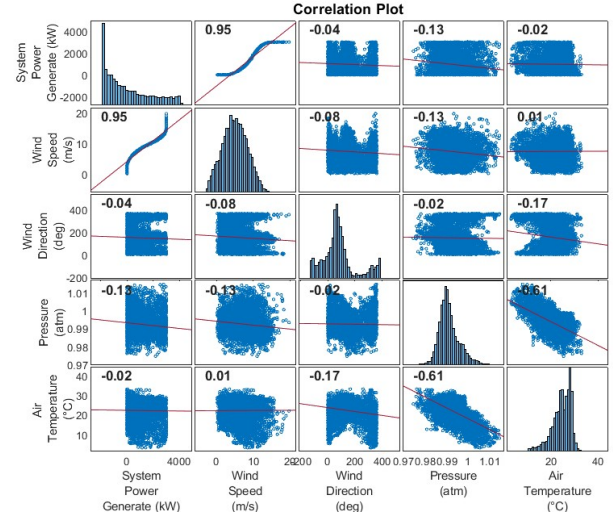 Correlation Plot
System
Power
Generate (kW)
4000
2000
0
-2000
0.95
-0.04
-0.13
-0.02
Wind
Speed
(m/s)
20
10
0
0.95
-0.08
-0.13
0.01
Wind
Direction
(deg)
400
200
0
-200
-0.04
-0.08
-0.02
-0.17
Pressure
(atm)
1.01
1
0.99
0.98
0.97
-0.13
-0.13
-0.02
-0.61
Air
Temperature
(°C)
40
30
20
10
-0.02
0.01
-0.17
-0.61
0 4000
0 10
0 200 400
0.97 0.98 0.99 1 1.01
20 40
System
Power
Generate (kW)
Wind
Speed
(m/s)
Wind
Direction
(deg)
Pressure
(atm)
Air
Temperature
(°C)